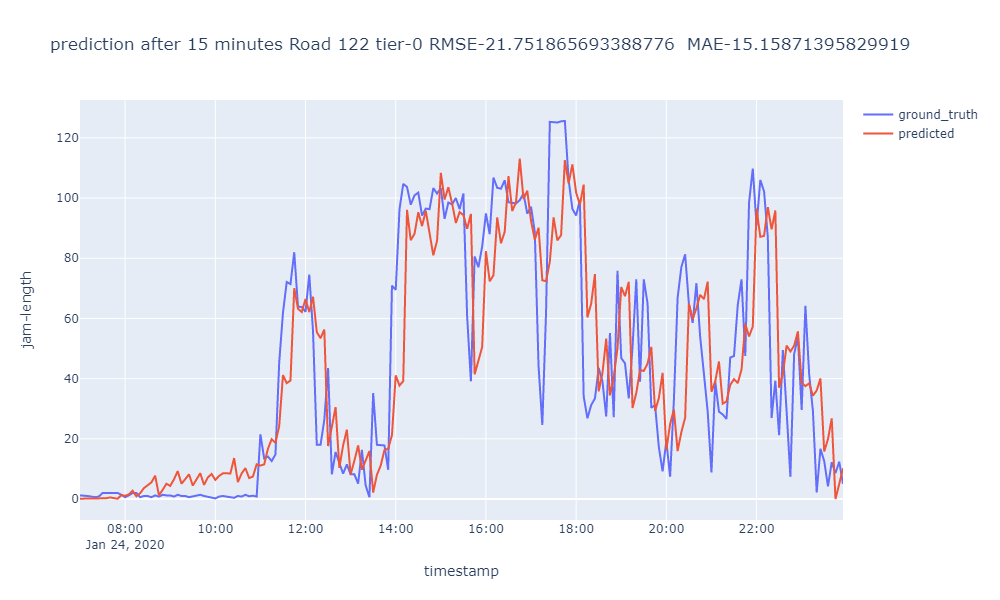 prediction after 15 minutes Road 122 tier-0 RMSE-21.751865693388776  MAE-15.15871395829919
ground_truth
predicted
120
100
80
60
40
20
0
jam-length
08:00 10:00 12:00 14:00 16:00 18:00 20:00 22:00
Jan 24, 2020
timestamp